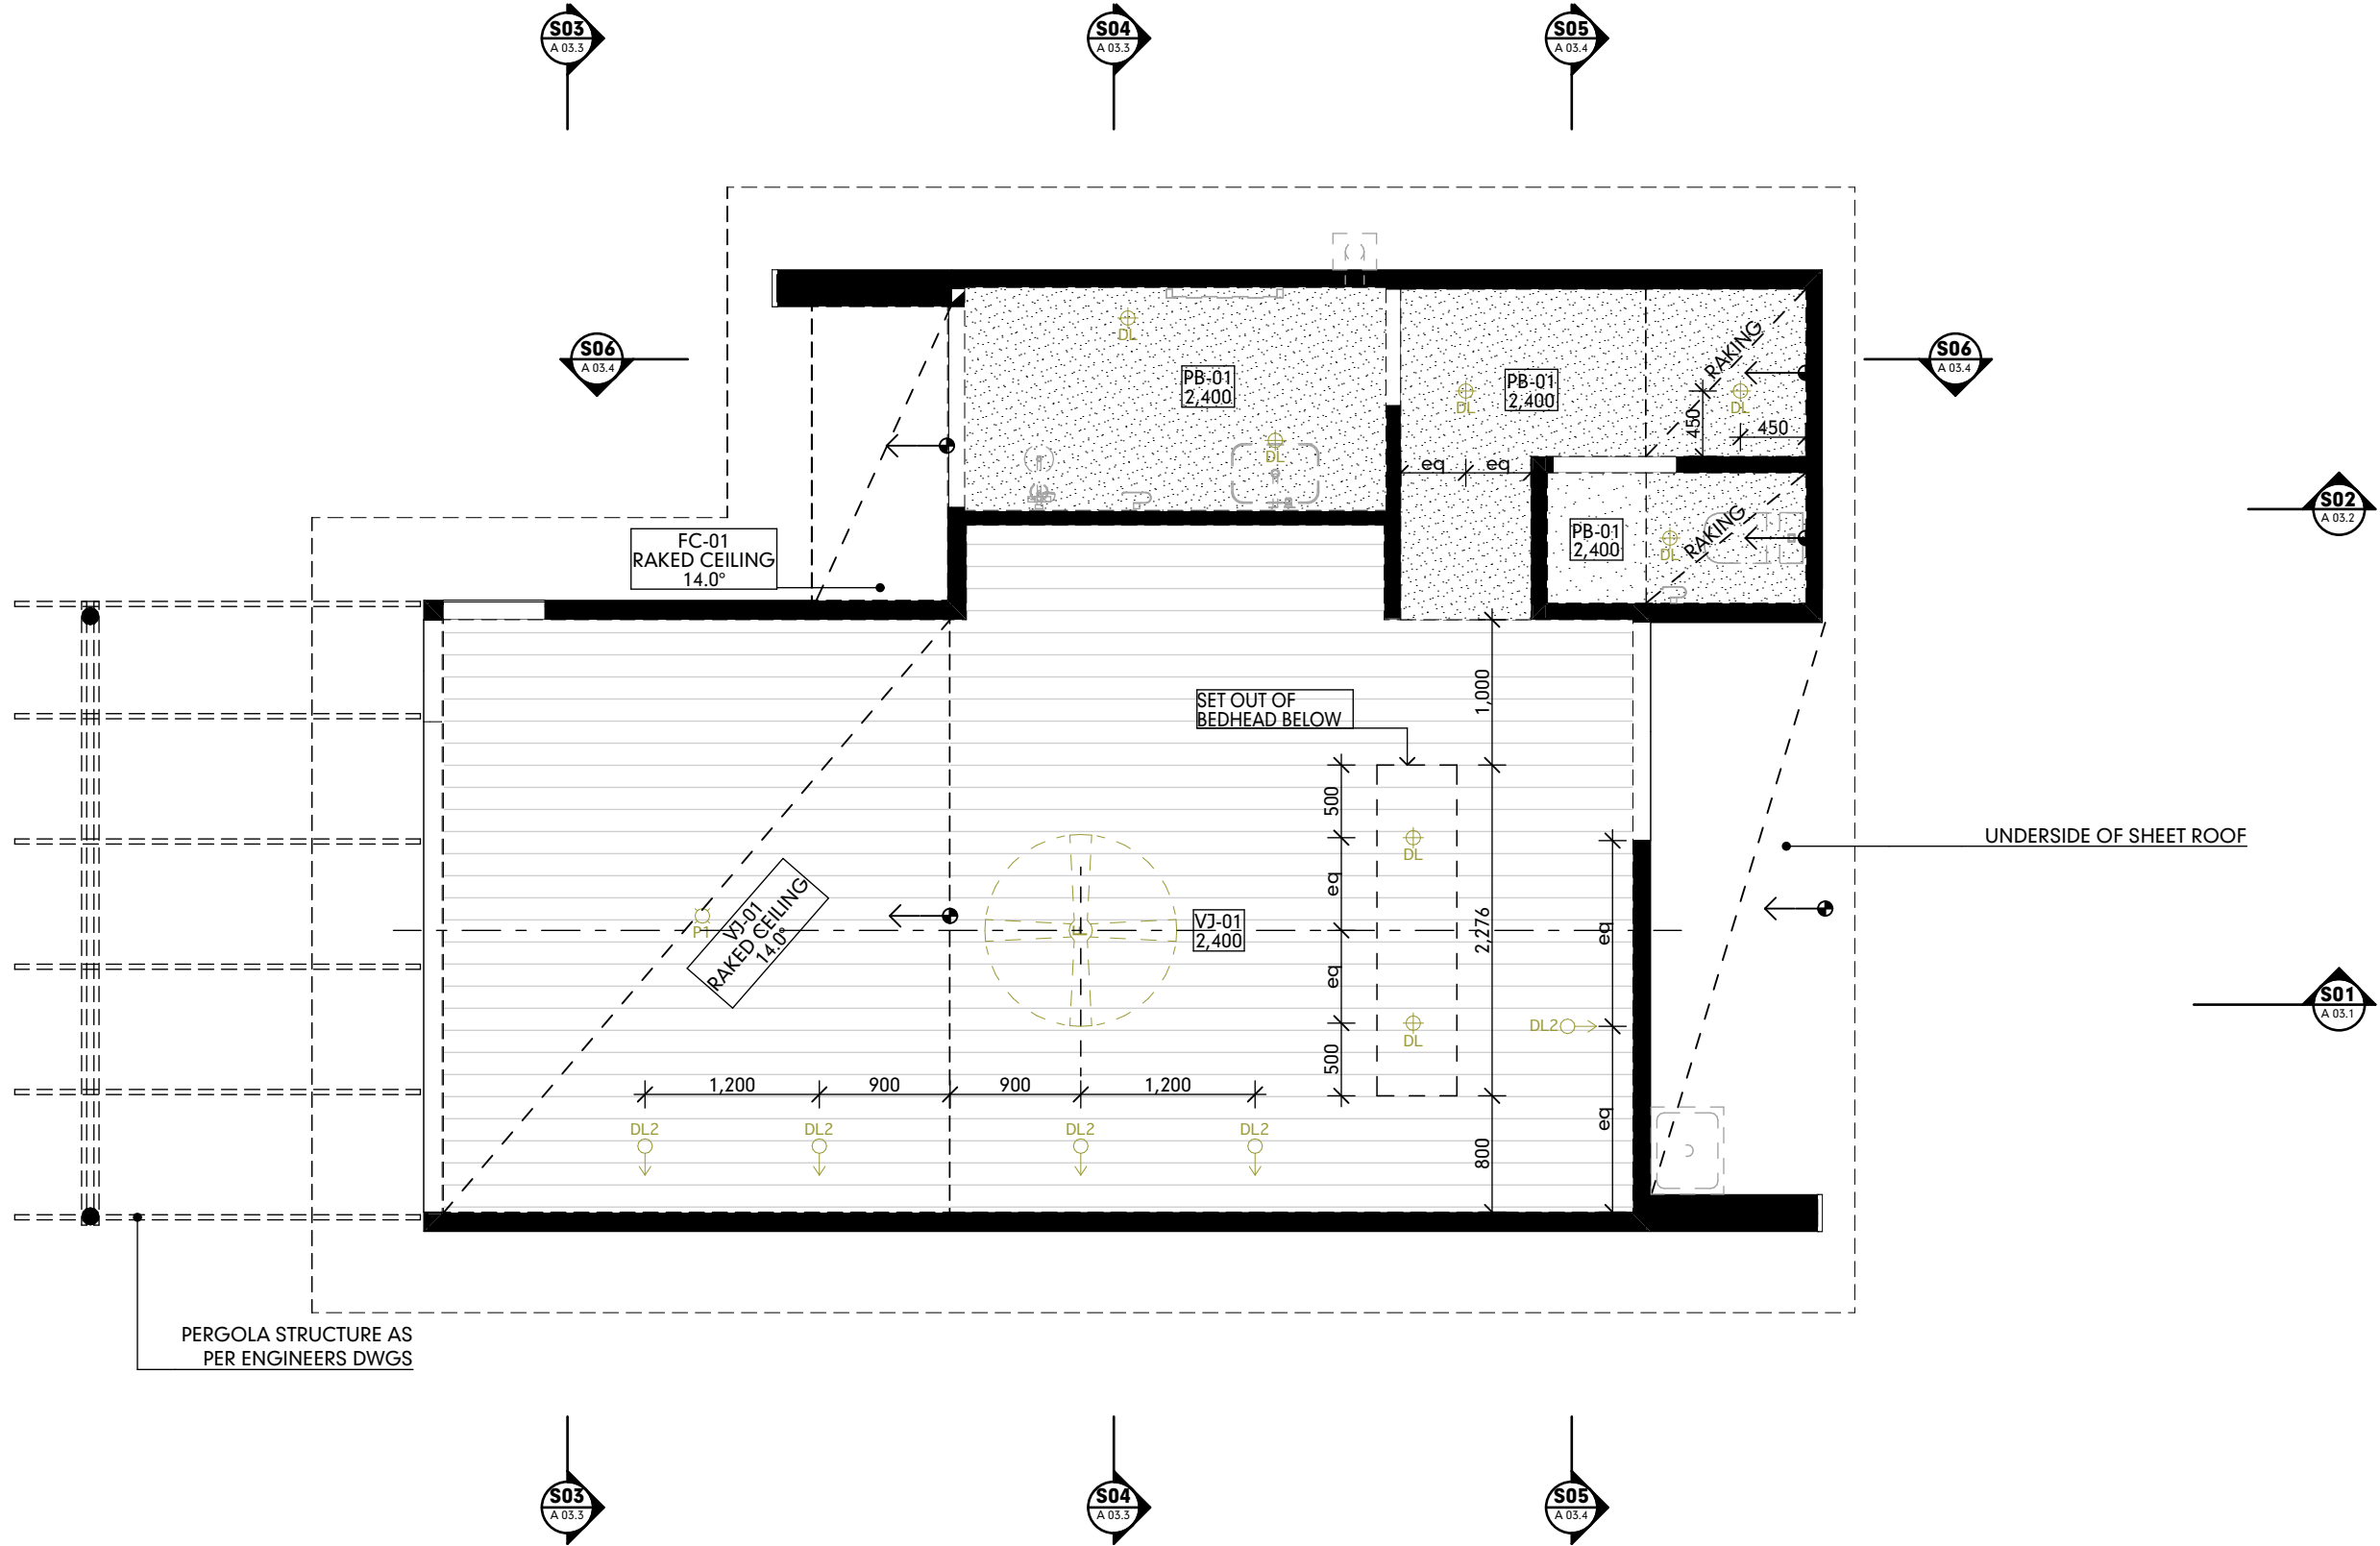 S03
A 03.3
S04
A 03.3
S05
A 03.4
S06
A 03.4
S06
A 03.4
DL
PB-01
2,400
DL
DL
PB-01
2,400
DL
RAKING
450
450
eq
eq
PB-01
2,400
DL
RAKING
S02
A 03.2
FC-01
RAKED CEILING
14.0°
SET OUT OF
BEDHEAD BELOW
1,000
500
DL
eq
UNDERSIDE OF SHEET ROOF
P1
VJ-01
RAKED CEILING
14.0°
VJ-01
2,400
2,276
eq
eq
S01
A 03.1
DL2
DL
500
1,200
900
900
1,200
DL2
DL2
DL2
DL2
800
eq
PERGOLA STRUCTURE AS
PER ENGINEERS DWGS
S03
A 03.3
S04
A 03.3
S05
A 03.4